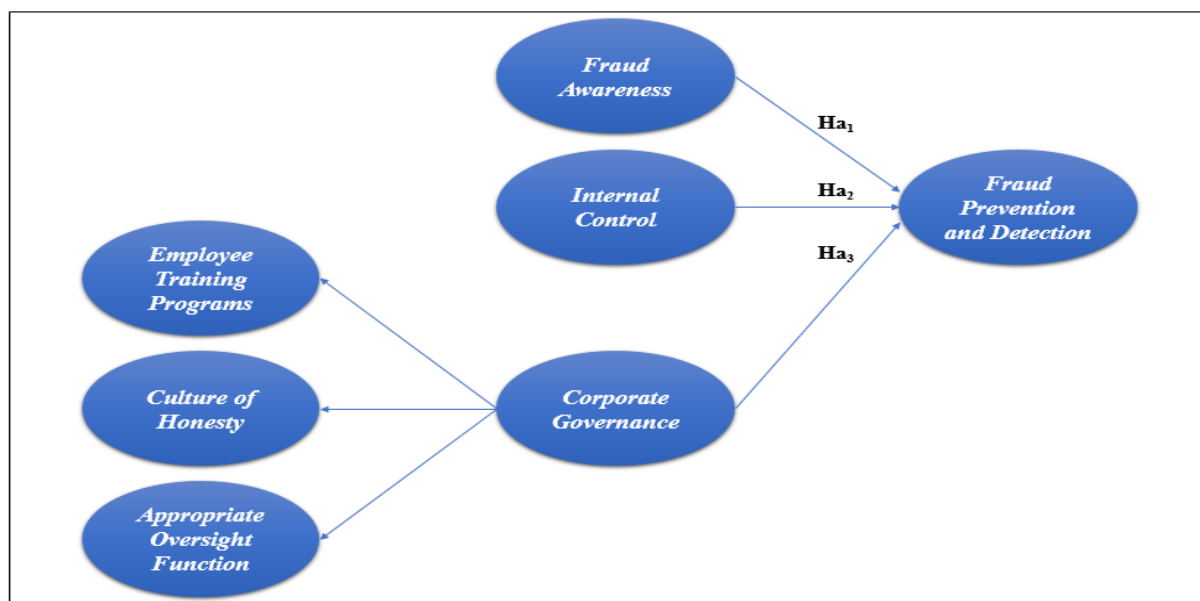 Fraud
Awareness
Ha₁
Internal
Control
Ha₂
Fraud
Prevention
and Detection
Ha₃
Employee
Training
Programs
Culture of
Honesty
Corporate
Governance
Appropriate
Oversight
Function